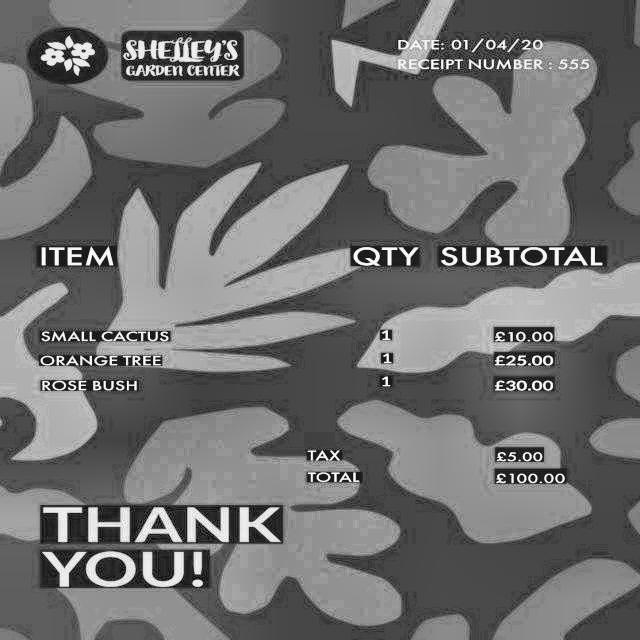 SHELLEY'S
GARDEN CENTER
DATE: 01/04/20
RECEIPT NUMBER : 555
ITEM QTY SUBTOTAL
SMALL CACTUS 1 £10.00
ORANGE TREE 1 £25.00
ROSE BUSH 1 £30.00
TAX £5.00
TOTAL £100.00
THANK
YOU!